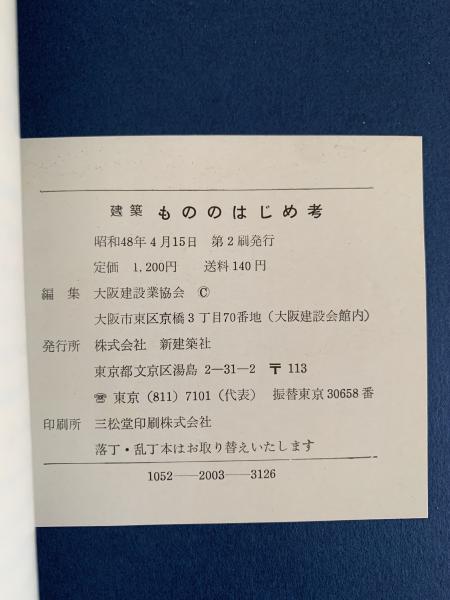 建築 もののはじめ考
昭和48年4月15日 第2刷発行
定価 1,200円 送料140円
編集 大阪建設業協会 ©
大阪市東区京橋3丁目70番地（大阪建設会館内）
発行所 株式会社 新建築社
東京都文京区湯島 2―31―2 〒 113
☎ 東京 (811) 7101（代表） 振替東京 30658 番
印刷所 三松堂印刷株式会社
落丁・乱丁本はお取り替えいたします
1052――2003――3126